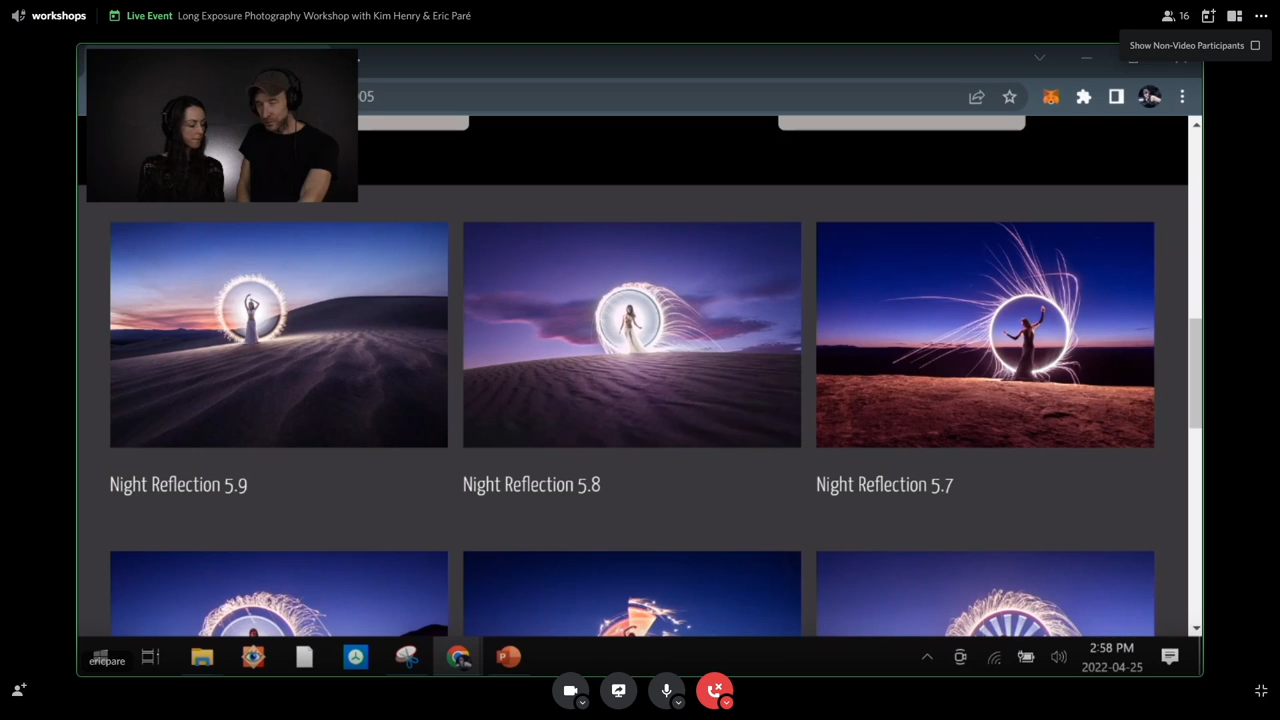 workshops
Live Event Long Exposure Photography Workshop with Kim Henry & Eric Paré
16
Show Non-Video Participants
05
Night Reflection 5.9
Night Reflection 5.8
Night Reflection 5.7
ericpare
2:58 PM
2022-04-25